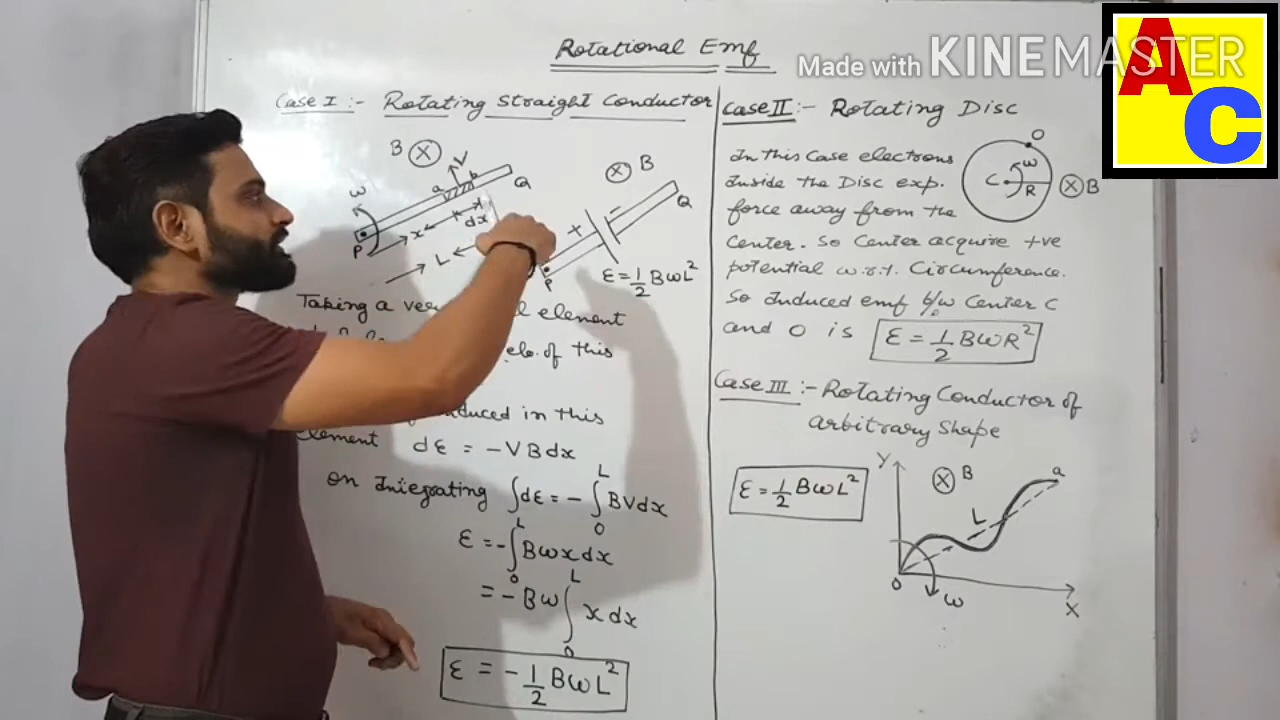 Rotational Emf
Made with KINEMASTER
AC
Case I :- Rotating Straight Conductor
B
V
a b
Q
ω
P
x
dx
L
B
+ -
Q
P
ε = 1/2 BωL²
Taking a element
ele. of this
induced in this
element dε = -VBdx
on Integrating ∫dε = - ∫₀ᴸ BVdx
ε = - ∫₀ᴸ Bωx dx
= - Bω ∫₀ᴸ x dx
ε = - 1/2 BωL²
Case II :- Rotating Disc
O
ω
C R
B
In this case electrons
Inside the Disc exp.
force away from the
Center. So Center acquire +ve
potential w.r.t. Circumference.
So Induced emf b/w Center C
and O is ε = 1/2 BωR²
Case III :- Rotating Conductor of
arbitrary Shape
ε = 1/2 BωL²
Y
B
a
L
O
ω
X